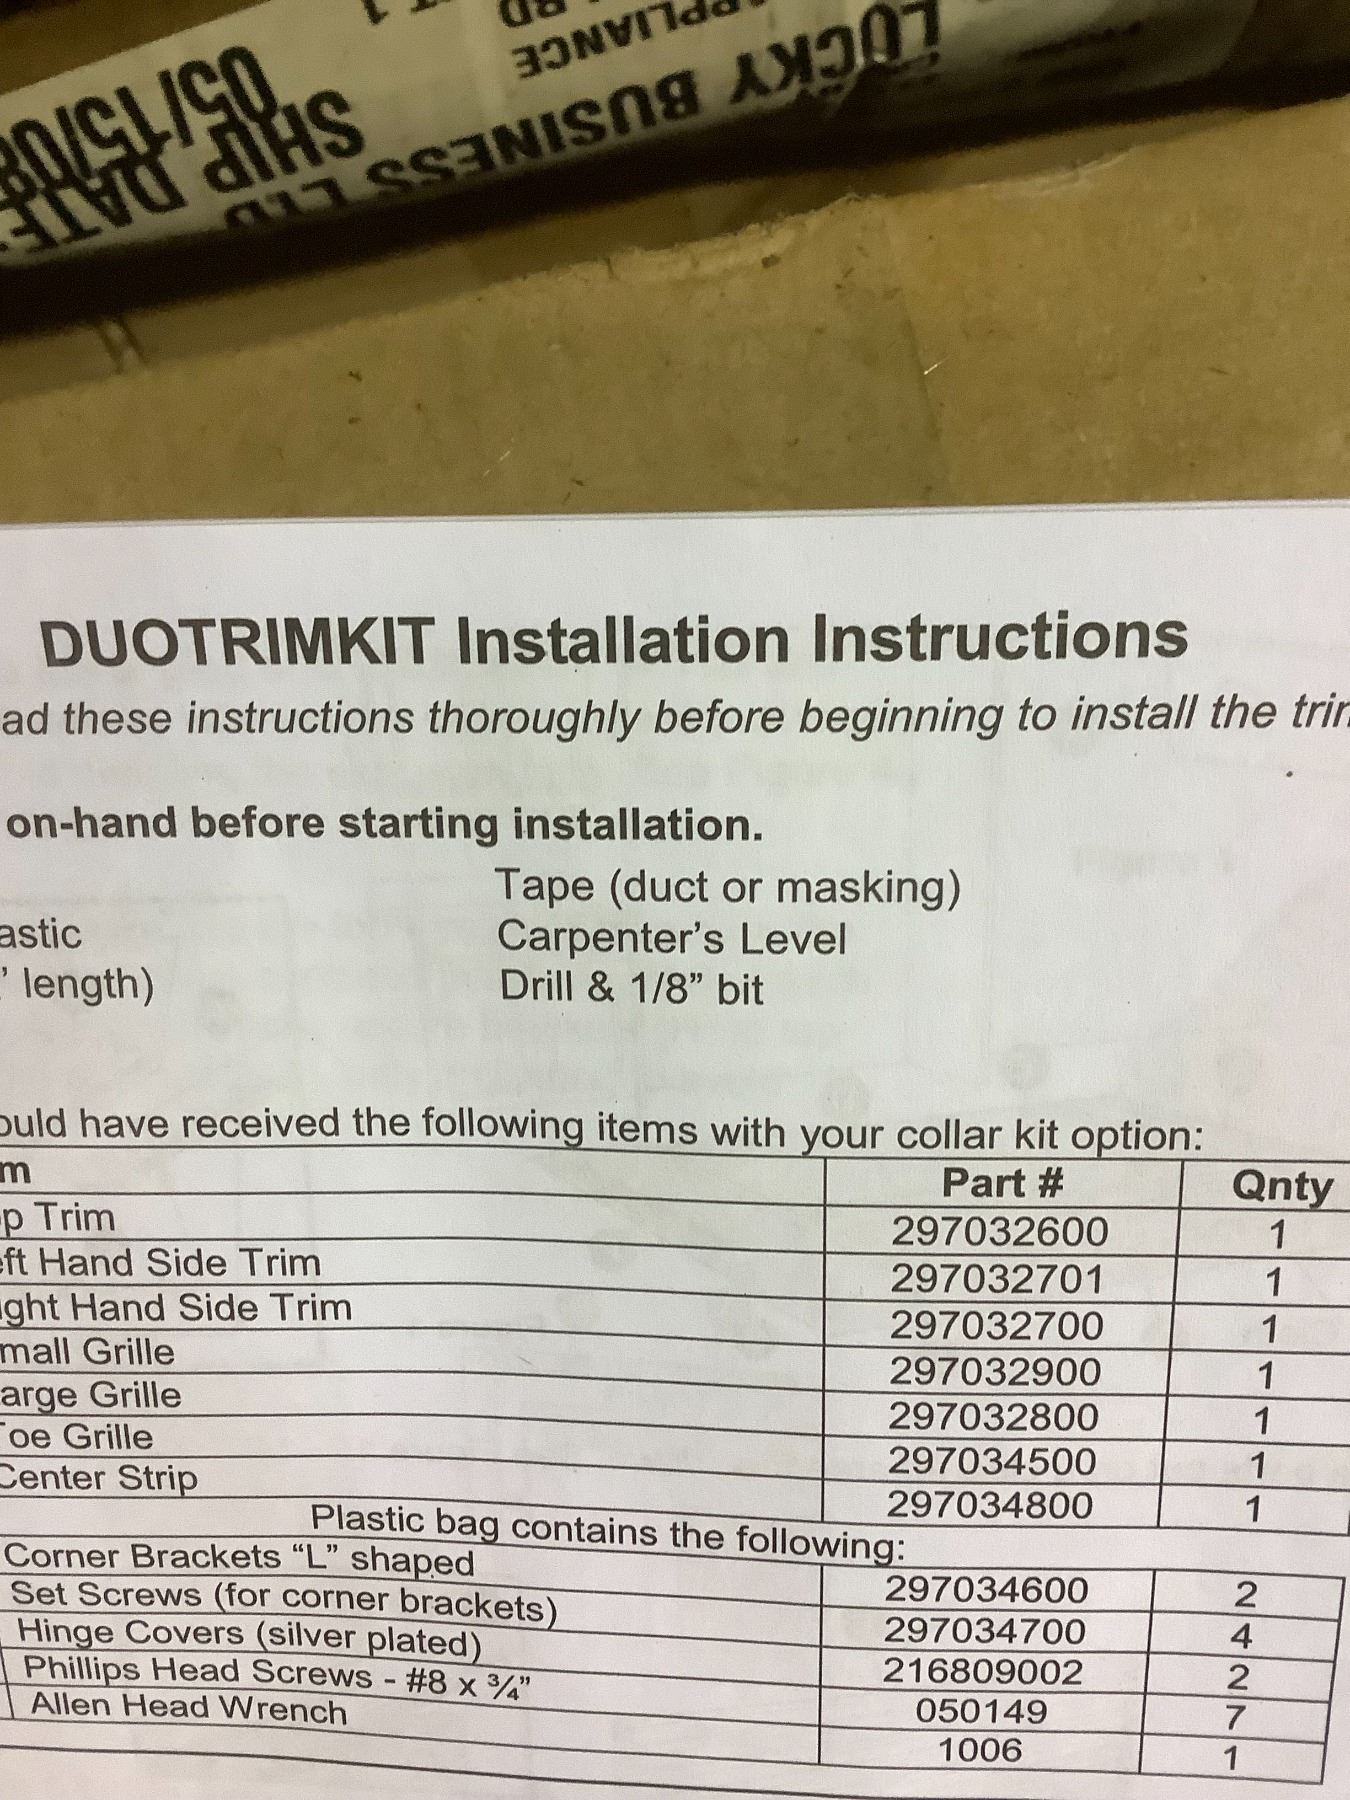 LUCKY BUSINESS LTD
APPLIANCE
RD
SHIP DATE:
05/15/08
05/15/
DUOTRIMKIT Installation Instructions
ad these instructions thoroughly before beginning to install the trim
on-hand before starting installation.
Tape (duct or masking)
astic Carpenter’s Level
” length) Drill & 1/8” bit
ould have received the following items with your collar kit option:
m Part # Qnty
p Trim 297032600 1
eft Hand Side Trim 297032701 1
ight Hand Side Trim 297032700 1
mall Grille 297032900 1
arge Grille 297032800 1
Toe Grille 297034500 1
Center Strip 297034800 1
Plastic bag contains the following:
Corner Brackets “L” shaped 297034600 2
Set Screws (for corner brackets) 297034700 4
Hinge Covers (silver plated) 216809002 2
Phillips Head Screws - #8 x ¾” 050149 7
Allen Head Wrench 1006 1